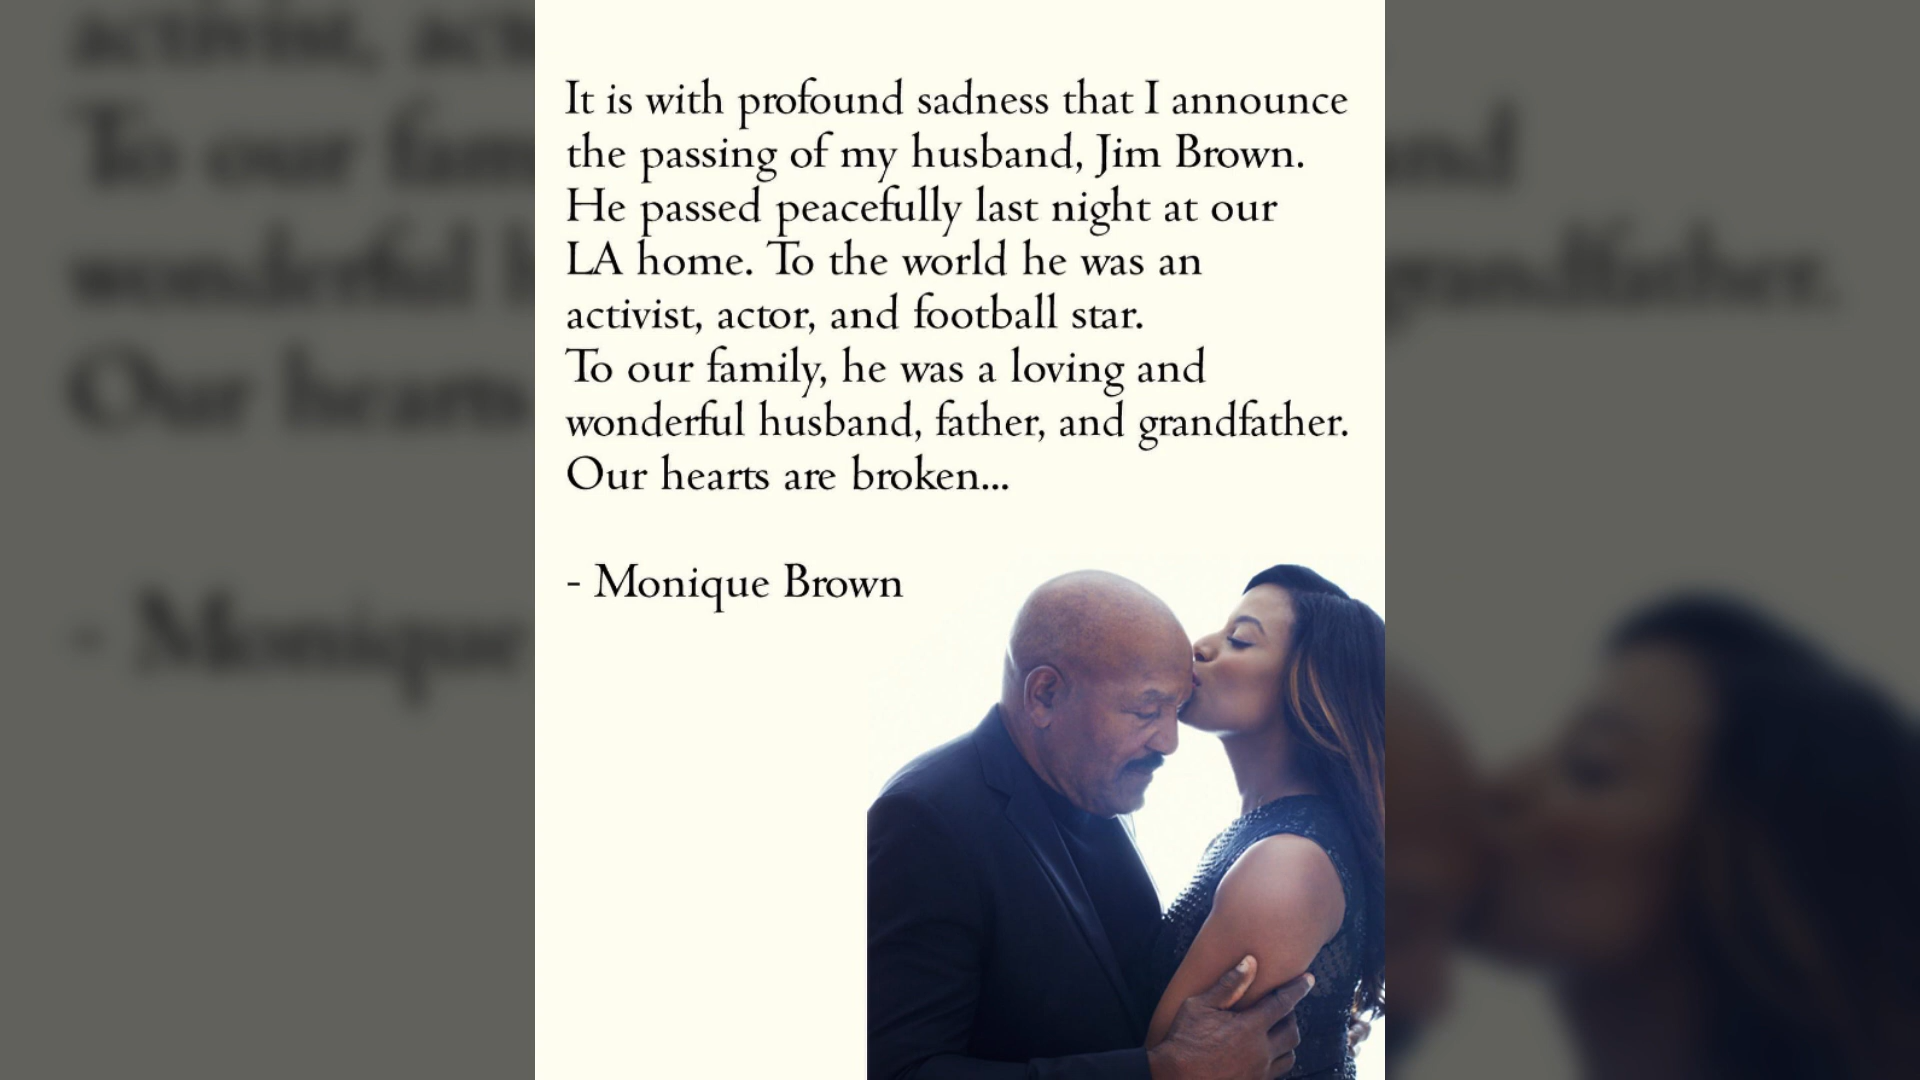 It is with profound sadness that I announce
the passing of my husband, Jim Brown.
He passed peacefully last night at our
LA home. To the world he was an
activist, actor, and football star.
To our family, he was a loving and
wonderful husband, father, and grandfather.
Our hearts are broken...
- Monique Brown